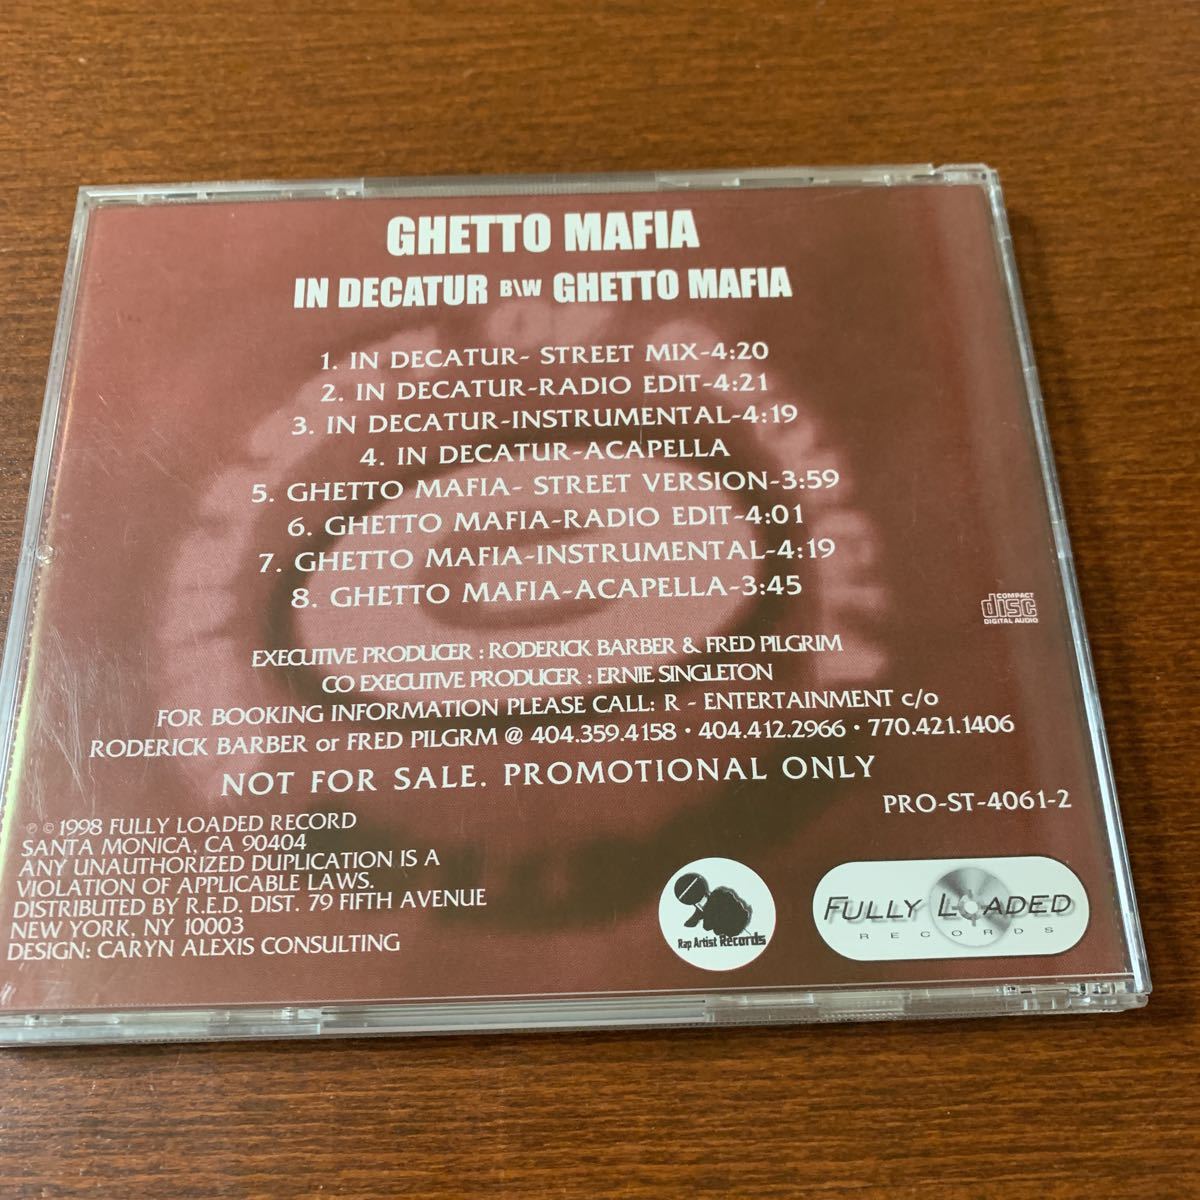 GHETTO MAFIA
IN DECATUR B\W GHETTO MAFIA
1. IN DECATUR- STREET MIX-4:20
2. IN DECATUR-RADIO EDIT-4:21
3. IN DECATUR-INSTRUMENTAL-4:19
4. IN DECATUR-ACAPELLA
5. GHETTO MAFIA- STREET VERSION-3:59
6. GHETTO MAFIA-RADIO EDIT-4:01
7. GHETTO MAFIA-INSTRUMENTAL-4:19
8. GHETTO MAFIA-ACAPELLA-3:45
COMPACT
disc
DIGITAL AUDIO
EXECUTIVE PRODUCER : RODERICK BARBER & FRED PILGRIM
CO EXECUTIVE PRODUCER : ERNIE SINGLETON
FOR BOOKING INFORMATION PLEASE CALL: R - ENTERTAINMENT c/o
RODERICK BARBER or FRED PILGRM @ 404.359.4158 • 404.412.2966 • 770.421.1406
NOT FOR SALE. PROMOTIONAL ONLY
PRO-ST-4061-2
℗ © 1998 FULLY LOADED RECORD
SANTA MONICA, CA 90404
ANY UNAUTHORIZED DUPLICATION IS A
VIOLATION OF APPLICABLE LAWS.
DISTRIBUTED BY R.E.D. DIST. 79 FIFTH AVENUE
NEW YORK, NY 10003
DESIGN: CARYN ALEXIS CONSULTING
Rap Artist Records
FULLY LOADED
RECORDS